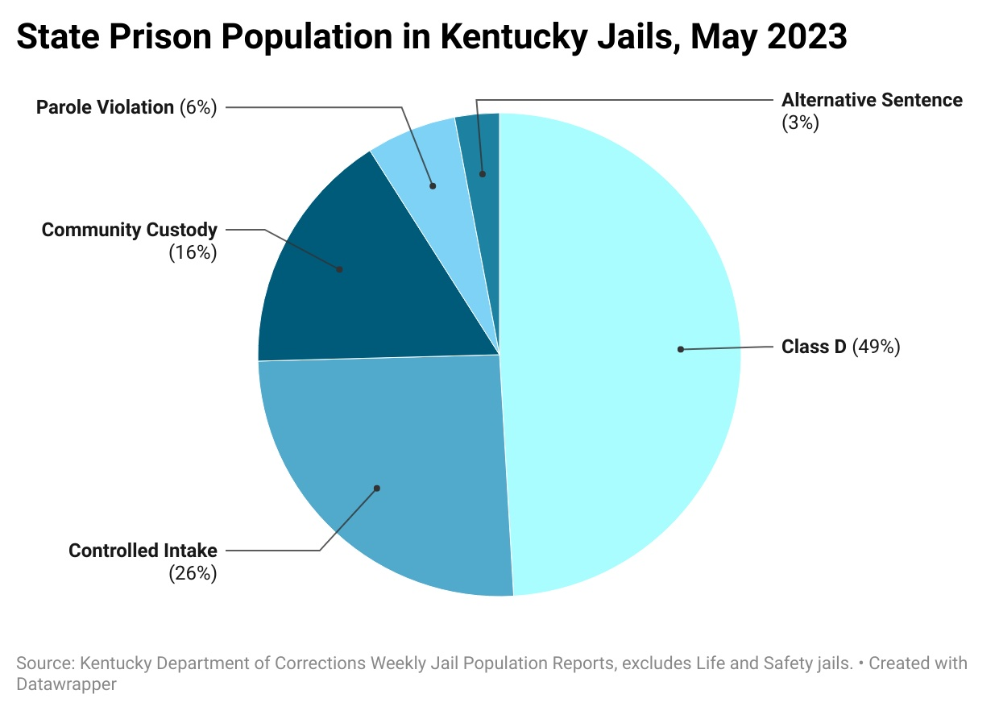 State Prison Population in Kentucky Jails, May 2023
Parole Violation (6%)
Alternative Sentence
(3%)
Community Custody
(16%)
Class D (49%)
Controlled Intake
(26%)
Source: Kentucky Department of Corrections Weekly Jail Population Reports, excludes Life and Safety jails. • Created with
Datawrapper